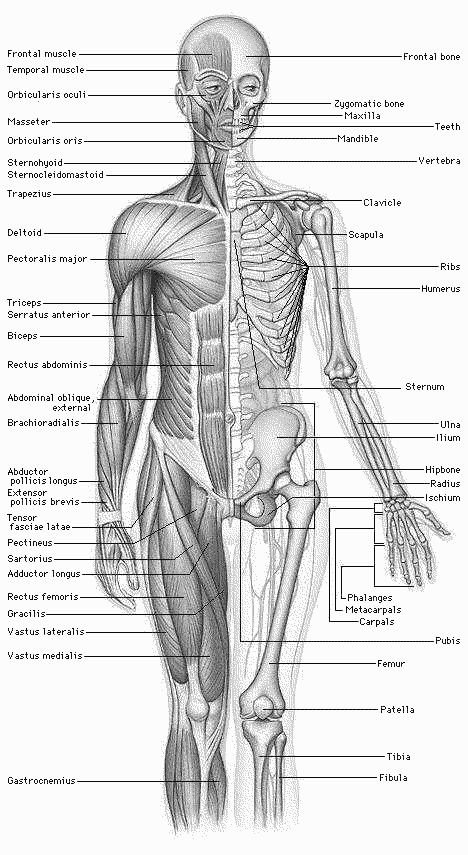 Frontal muscle
Temporal muscle
Orbicularis oculi
Masseter
Orbicularis oris
Sternohyoid
Sternocleidomastoid
Trapezius
Deltoid
Pectoralis major
Triceps
Serratus anterior
Biceps
Rectus abdominis
Abdominal oblique,
external
Brachioradialis
Abductor
pollicis longus
Extensor
pollicis brevis
Tensor
fasciae latae
Pectineus
Sartorius
Adductor longus
Rectus femoris
Gracilis
Vastus lateralis
Vastus medialis
Gastrocnemius
Frontal bone
Zygomatic bone
Maxilla
Teeth
Mandible
Vertebra
Clavicle
Scapula
Ribs
Humerus
Sternum
Ulna
Ilium
Hipbone
Radius
Ischium
Phalanges
Metacarpals
Carpals
Pubis
Femur
Patella
Tibia
Fibula